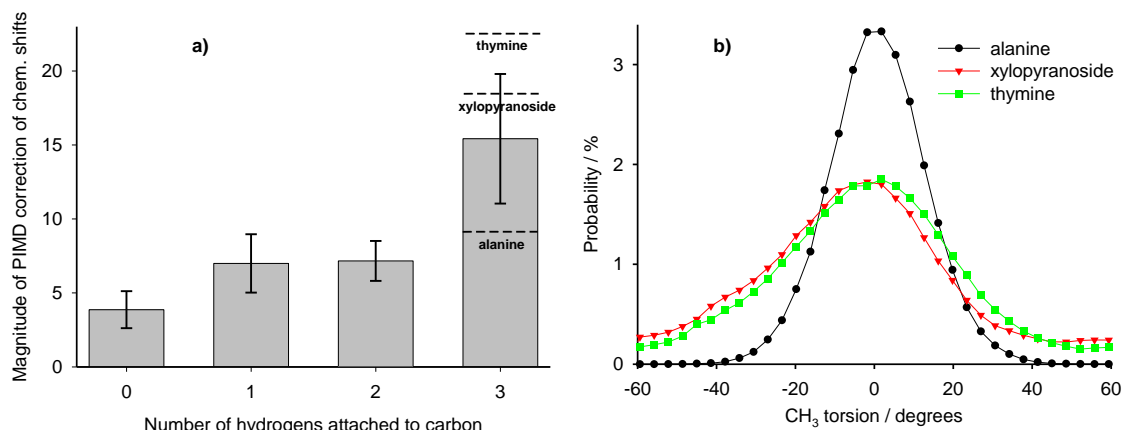 a)
Magnitude of PIMD correction of chem. shifts
20
15
10
5
0
thymine
xylopyranoside
alanine
0 1 2 3
Number of hydrogens attached to carbon
b)
alanine
xylopyranoside
thymine
Probability / %
3
2
1
0
-60 -40 -20 0 20 40 60
CH₃ torsion / degrees